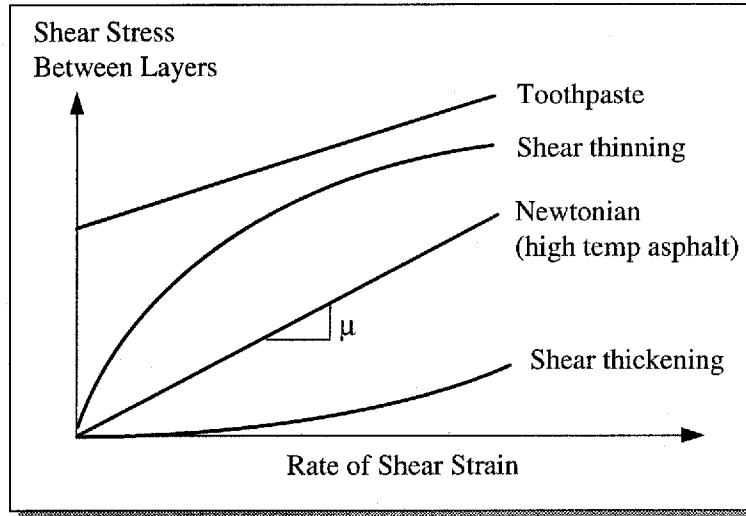 Shear Stress
Between Layers
Toothpaste
Shear thinning
Newtonian
(high temp asphalt)
μ
Shear thickening
Rate of Shear Strain